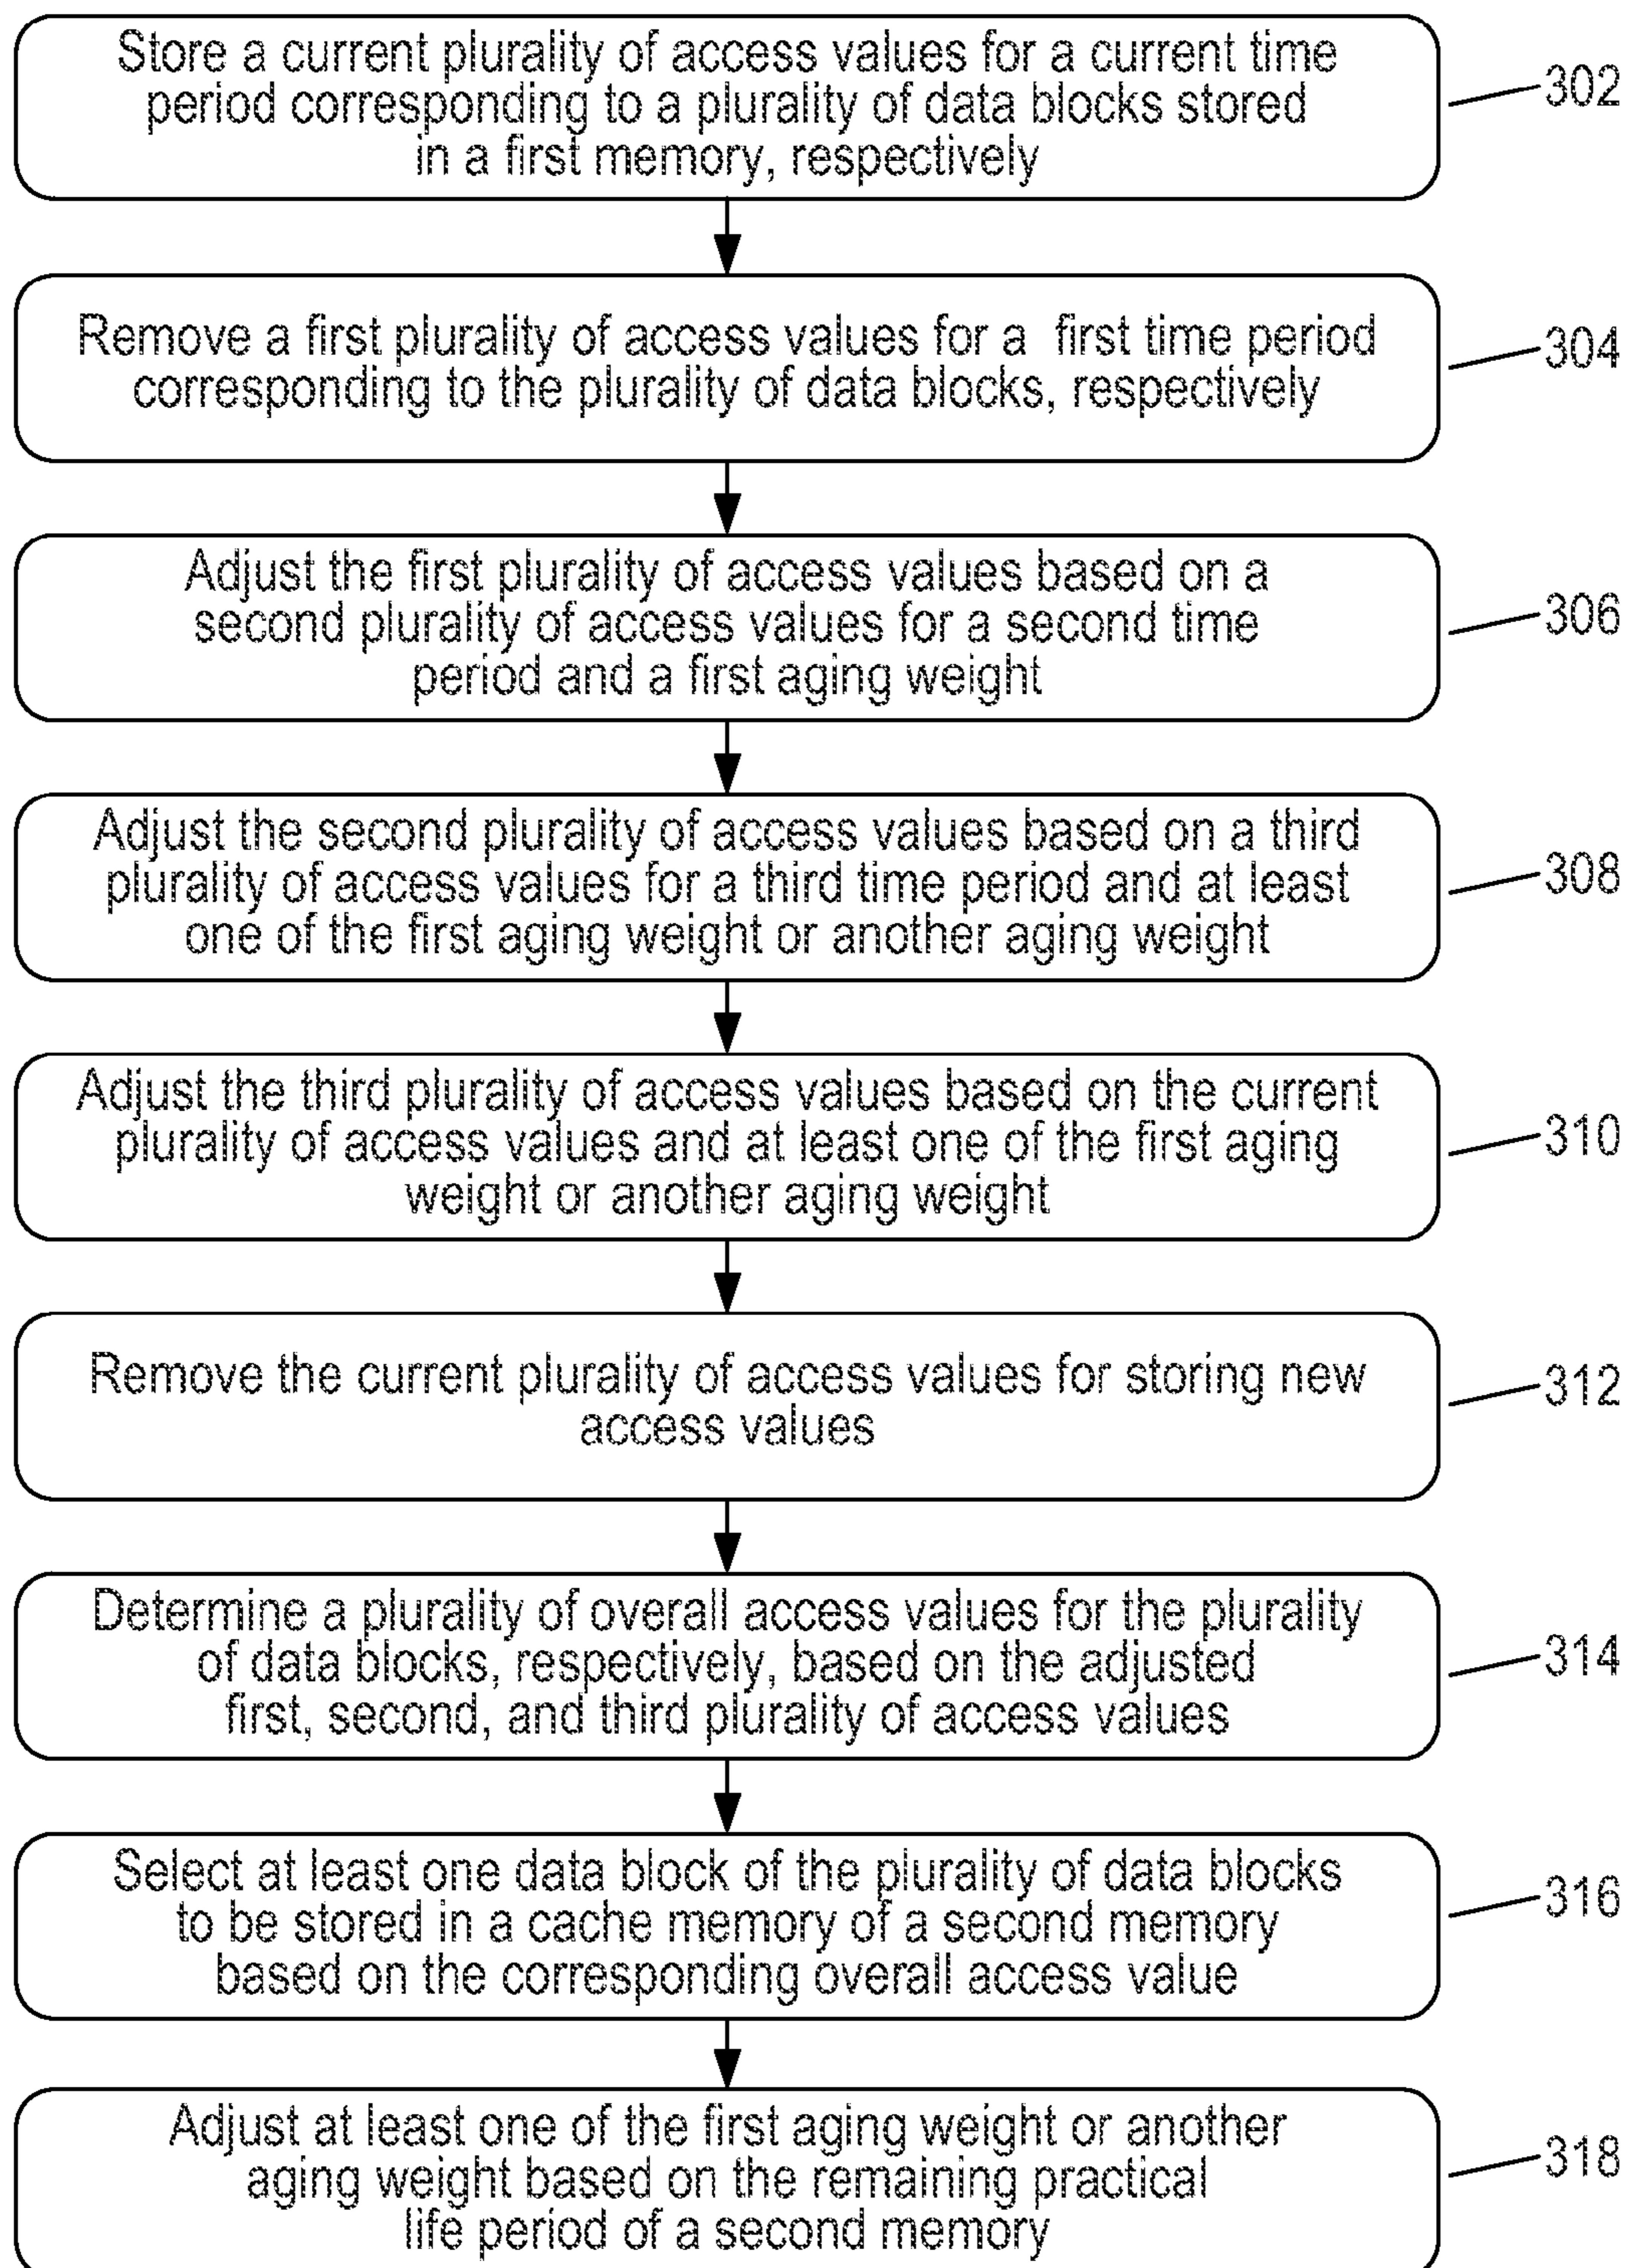 Store a current plurality of access values for a current time
period corresponding to a plurality of data blocks stored
in a first memory, respectively
302
Remove a first plurality of access values for a first time period
corresponding to the plurality of data blocks, respectively
304
Adjust the first plurality of access values based on a
second plurality of access values for a second time
period and a first aging weight
306
Adjust the second plurality of access values based on a third
plurality of access values for a third time period and at least
one of the first aging weight or another aging weight
308
Adjust the third plurality of access values based on the current
plurality of access values and at least one of the first aging
weight or another aging weight
310
Remove the current plurality of access values for storing new
access values
312
Determine a plurality of overall access values for the plurality
of data blocks, respectively, based on the adjusted
first, second, and third plurality of access values
314
Select at least one data block of the plurality of data blocks
to be stored in a cache memory of a second memory
based on the corresponding overall access value
316
Adjust at least one of the first aging weight or another
aging weight based on the remaining practical
life period of a second memory
318